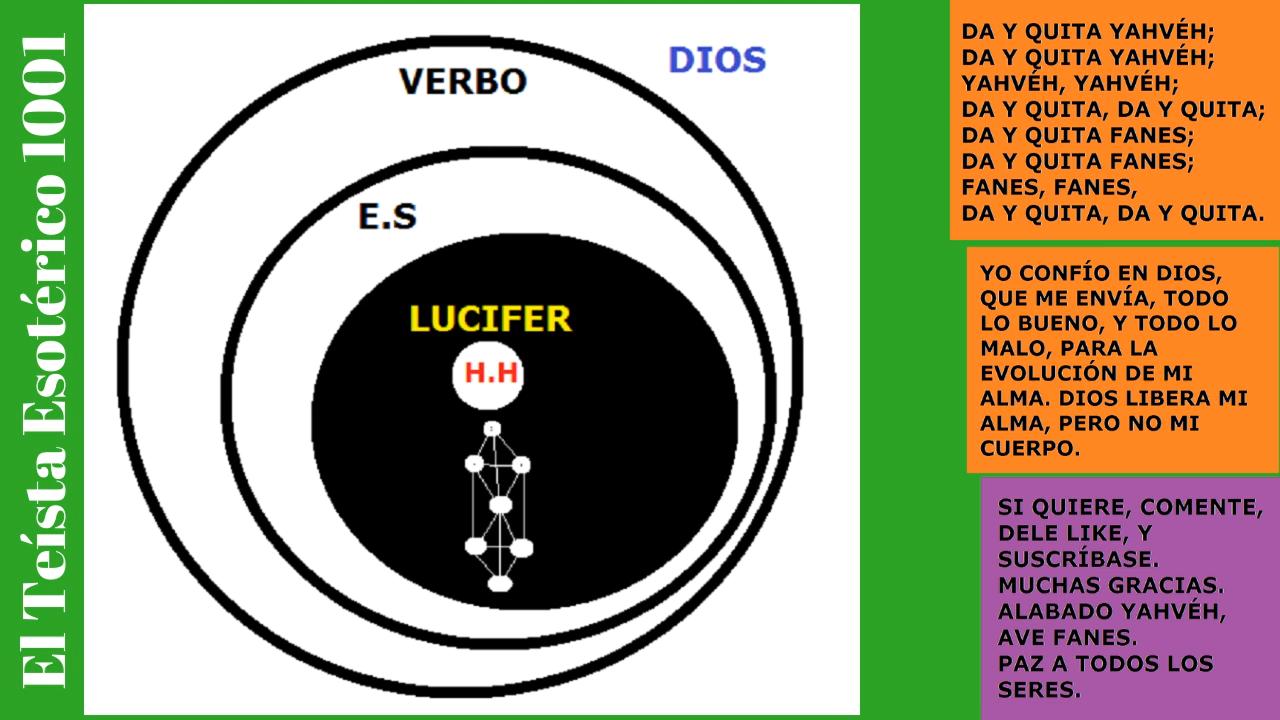 El Teísta Esotérico 1001
DIOS
VERBO
E.S
LUCIFER
H.H
DA Y QUITA YAHVÉH;
DA Y QUITA YAHVÉH;
YAHVÉH, YAHVÉH;
DA Y QUITA, DA Y QUITA;
DA Y QUITA FANES;
DA Y QUITA FANES;
FANES, FANES,
DA Y QUITA, DA Y QUITA.
YO CONFÍO EN DIOS,
QUE ME ENVÍA, TODO
LO BUENO, Y TODO LO
MALO, PARA LA
EVOLUCIÓN DE MI
ALMA. DIOS LIBERA MI
ALMA, PERO NO MI
CUERPO.
SI QUIERE, COMENTE,
DELE LIKE, Y
SUSCRÍBASE.
MUCHAS GRACIAS.
ALABADO YAHVÉH,
AVE FANES.
PAZ A TODOS LOS
SERES.